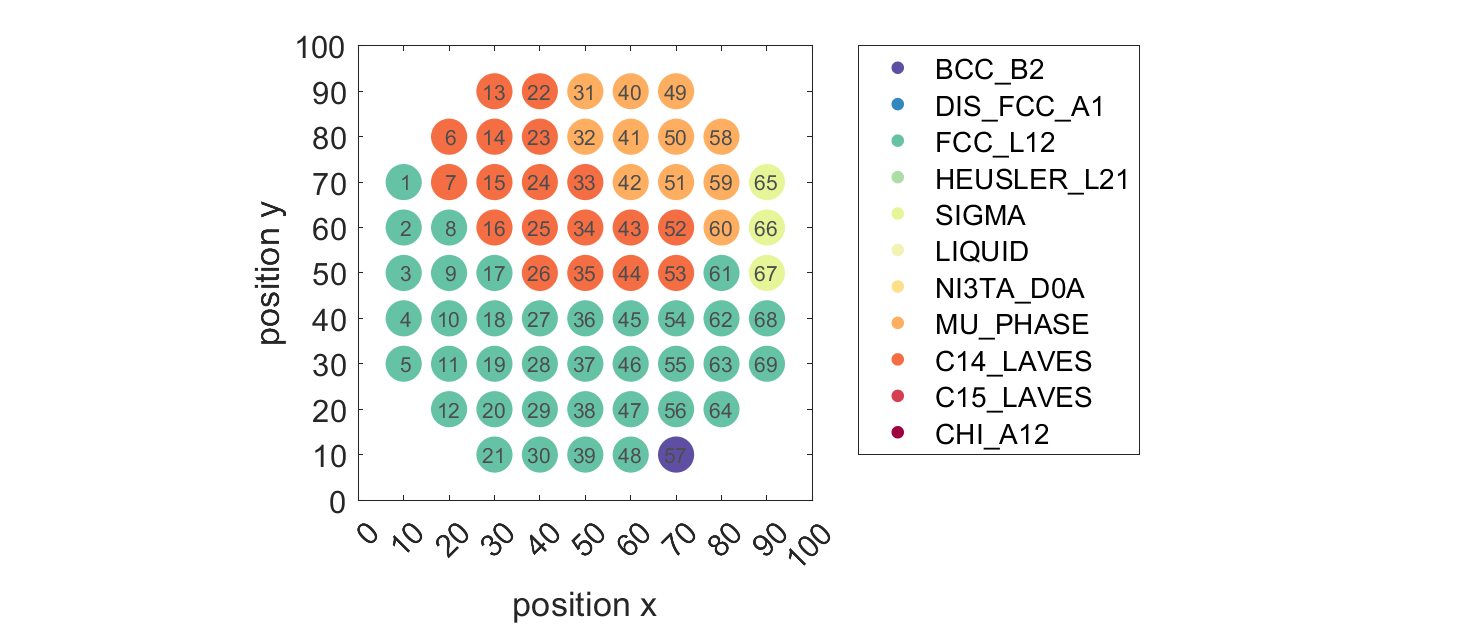 100
90 13 22 31 40 49
80 6 14 23 32 41 50 58
70 1 7 15 24 33 42 51 59 65
60 2 8 16 25 34 43 52 60 66
50 3 9 17 26 35 44 53 61 67
40 4 10 18 27 36 45 54 62 68
30 5 11 19 28 37 46 55 63 69
20 12 20 29 38 47 56 64
10 21 30 39 48 57
0
0 10 20 30 40 50 60 70 80 90 100
position x
position y
BCC_B2
DIS_FCC_A1
FCC_L12
HEUSLER_L21
SIGMA
LIQUID
NI3TA_D0A
MU_PHASE
C14_LAVES
C15_LAVES
CHI_A12